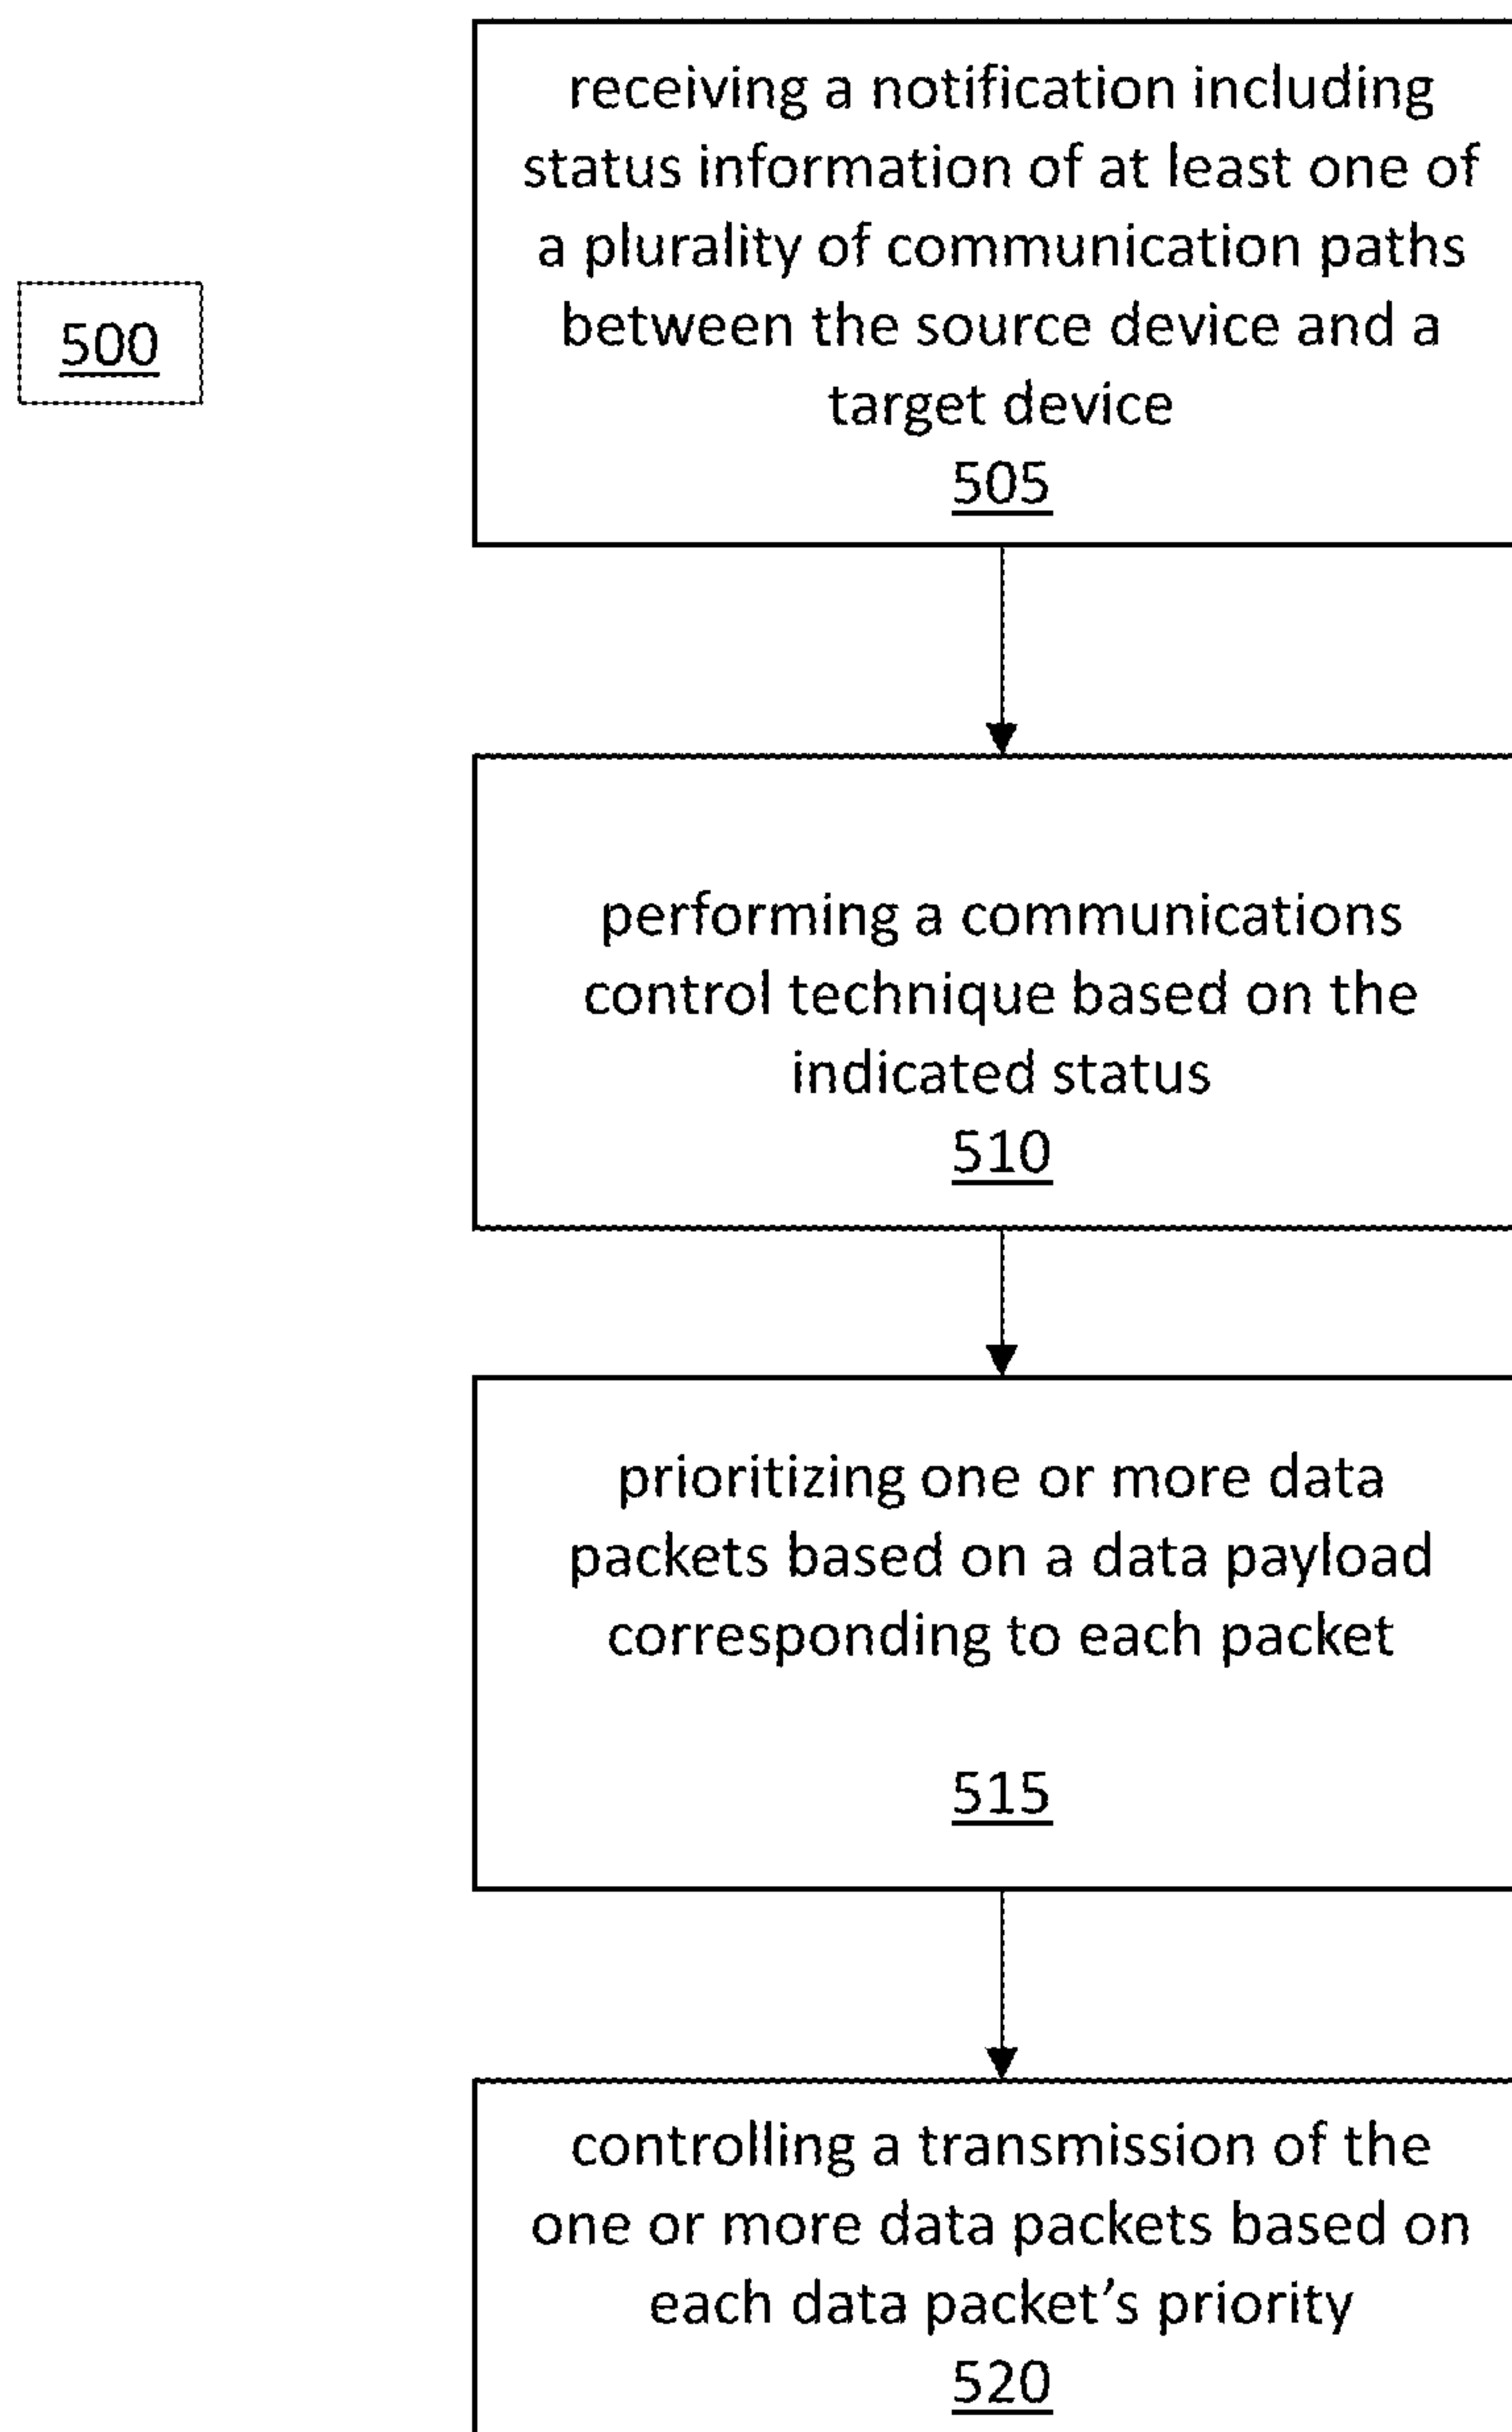 receiving a notification including
status information of at least one of
a plurality of communication paths
between the source device and a
target device
505
500
performing a communications
control technique based on the
indicated status
510
prioritizing one or more data
packets based on a data payload
corresponding to each packet
515
controlling a transmission of the
one or more data packets based on
each data packet’s priority
520